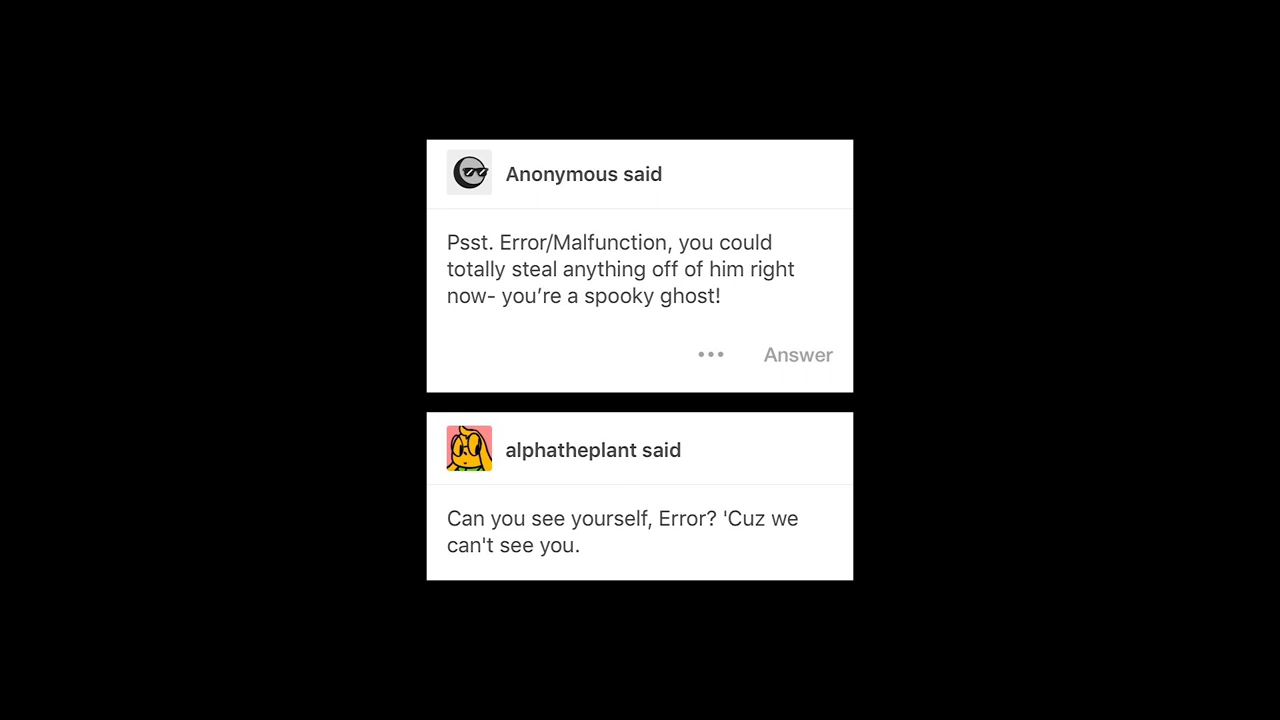 Anonymous said
Psst. Error/Malfunction, you could
totally steal anything off of him right
now- you’re a spooky ghost!
••• Answer
alphatheplant said
Can you see yourself, Error? 'Cuz we
can't see you.